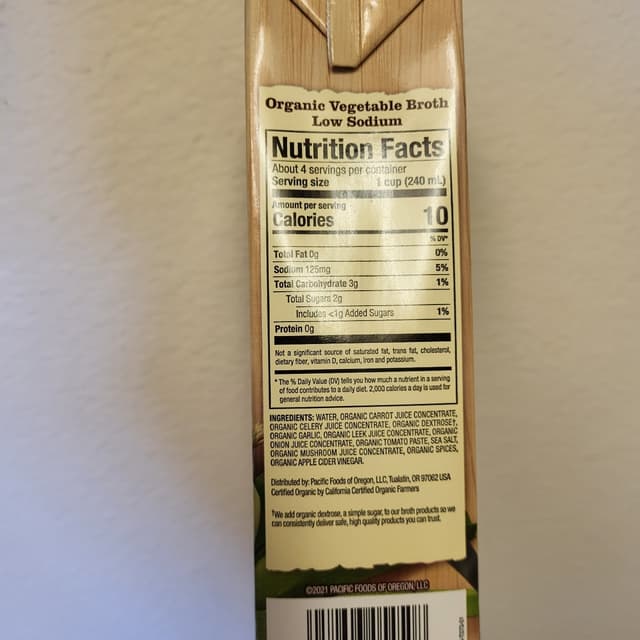 Organic Vegetable Broth
Low Sodium
Nutrition Facts
About 4 servings per container
Serving size 1 cup (240 mL)
Amount per serving
Calories 10
% DV*
Total Fat 0g 0%
Sodium 125mg 5%
Total Carbohydrate 3g 1%
Total Sugars 2g
Includes <1g Added Sugars 1%
Protein 0g
Not a significant source of saturated fat, trans fat, cholesterol,
dietary fiber, vitamin D, calcium, iron and potassium.
* The % Daily Value (DV) tells you how much a nutrient in a serving
of food contributes to a daily diet. 2,000 calories a day is used for
general nutrition advice.
INGREDIENTS: WATER, ORGANIC CARROT JUICE CONCENTRATE,
ORGANIC CELERY JUICE CONCENTRATE, ORGANIC DEXTROSE†,
ORGANIC GARLIC, ORGANIC LEEK JUICE CONCENTRATE, ORGANIC
ONION JUICE CONCENTRATE, ORGANIC TOMATO PASTE, SEA SALT,
ORGANIC MUSHROOM JUICE CONCENTRATE, ORGANIC SPICES,
ORGANIC APPLE CIDER VINEGAR.
Distributed by: Pacific Foods of Oregon, LLC, Tualatin, OR 97062 USA
Certified Organic by California Certified Organic Farmers
†We add organic dextrose, a simple sugar, to our broth products so we
can consistently deliver safe, high quality products you can trust.
©2021 PACIFIC FOODS OF OREGON, LLC